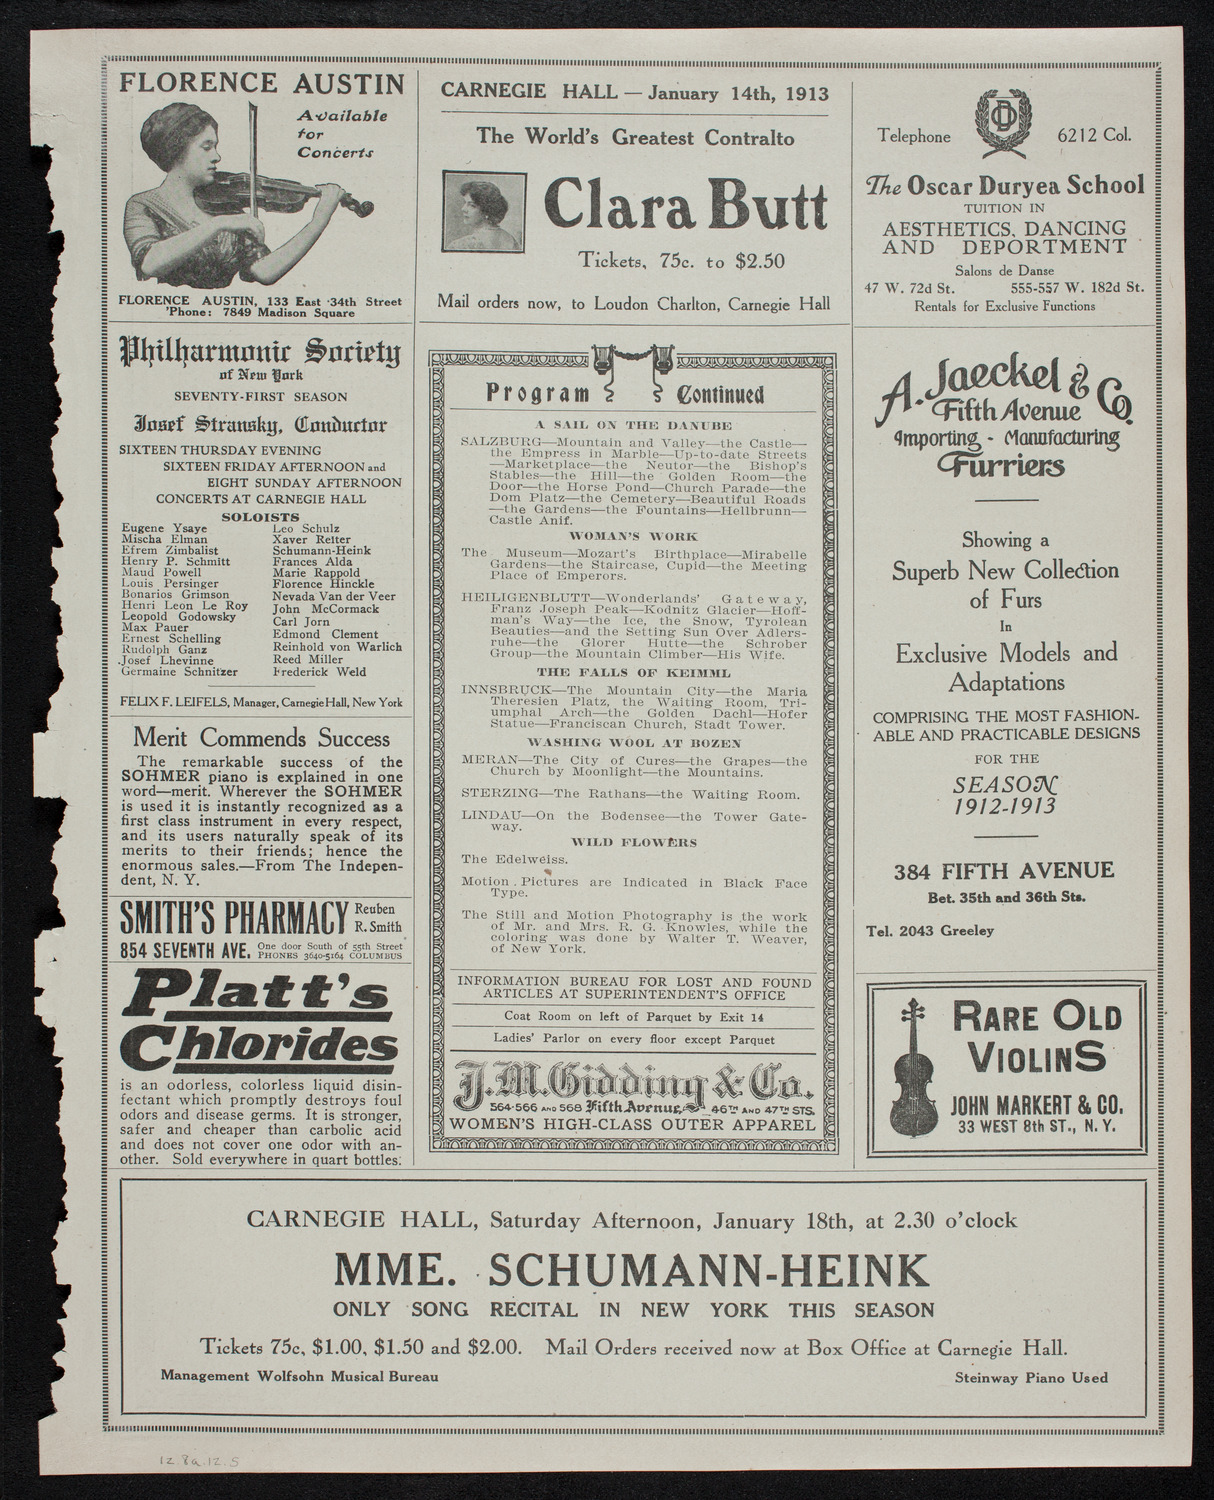 FLORENCE AUSTIN
Available
for
Concerts
FLORENCE AUSTIN, 133 East 34th Street
'Phone: 7849 Madison Square
Philharmonic Society
of New York
SEVENTY-FIRST SEASON
Josef Stransky, Conductor
SIXTEEN THURSDAY EVENING
SIXTEEN FRIDAY AFTERNOON and
EIGHT SUNDAY AFTERNOON
CONCERTS AT CARNEGIE HALL
SOLOISTS
Eugene Ysaye
Mischa Elman
Efrem Zimbalist
Henry P. Schmitt
Maud Powell
Louis Persinger
Bonarios Grimson
Henri Leon Le Roy
Leopold Godowsky
Max Pauer
Ernest Schelling
Rudolph Ganz
Josef Lhevinne
Germaine Schnitzer
Leo Schulz
Xaver Reiter
Schumann-Heink
Frances Alda
Marie Rappold
Florence Hinckle
Nevada Van der Veer
John McCormack
Carl Jorn
Edmond Clement
Reinhold von Warlich
Reed Miller
Frederick Weld
FELIX F. LEIFELS, Manager, Carnegie Hall, New York
Merit Commends Success
The remarkable success of the
SOHMER piano is explained in one
word—merit. Wherever the SOHMER
is used it is instantly recognized as a
first class instrument in every respect,
and its users naturally speak of its
merits to their friends; hence the
enormous sales.—From The Indepen-
dent, N. Y.
SMITH'S PHARMACY Reuben
R. Smith
854 SEVENTH AVE. One door South of 55th Street
PHONES 3640-5164 COLUMBUS
Platt's
Chlorides
is an odorless, colorless liquid disin-
fectant which promptly destroys foul
odors and disease germs. It is stronger,
safer and cheaper than carbolic acid
and does not cover one odor with an-
other. Sold everywhere in quart bottles.
CARNEGIE HALL — January 14th, 1913
The World's Greatest Contralto
Clara Butt
Tickets, 75c. to $2.50
Mail orders now, to Loudon Charlton, Carnegie Hall
Program Continued
A SAIL ON THE DANUBE
SALZBURG—Mountain and Valley—the Castle—
the Empress in Marble—Up-to-date Streets
—Marketplace—the Neutor—the Bishop's
Stables—the Hill—the Golden Room—the
Door—the Horse Pond—Church Parade—the
Dom Platz—the Cemetery—Beautiful Roads
—the Gardens—the Fountains—Hellbrunn—
Castle Anif.
WOMAN'S WORK
The Museum—Mozart's Birthplace—Mirabelle
Gardens—the Staircase, Cupid—the Meeting
Place of Emperors.
HEILIGENBLUTT—Wonderlands' Gateway,
Franz Joseph Peak—Kodnitz Glacier—Hoff-
man's Way—the Ice, the Snow, Tyrolean
Beauties—and the Setting Sun Over Adlers-
ruhe—the Glorer Hutte—the Schrober
Group—the Mountain Climber—His Wife.
THE FALLS OF KEIMML
INNSBRUCK—The Mountain City—the Maria
Theresien Platz, the Waiting Room, Tri-
umphal Arch—the Golden Dachl—Hofer
Statue—Franciscan Church, Stadt Tower.
WASHING WOOL AT BOZEN
MERAN—The City of Cures—the Grapes—the
Church by Moonlight—the Mountains.
STERZING—The Rathans—the Waiting Room.
LINDAU—On the Bodensee—the Tower Gate-
way.
WILD FLOWERS
The Edelweiss.
Motion Pictures are Indicated in Black Face
Type.
The Still and Motion Photography is the work
of Mr. and Mrs. R. G. Knowles, while the
coloring was done by Walter T. Weaver,
of New York.
INFORMATION BUREAU FOR LOST AND FOUND
ARTICLES AT SUPERINTENDENT'S OFFICE
Coat Room on left of Parquet by Exit 14
Ladies' Parlor on every floor except Parquet
J.M.Gidding & Co.
564-566 AND 568 Fifth Avenue, 46TH AND 47TH STS.
WOMEN'S HIGH-CLASS OUTER APPAREL
Telephone 6212 Col.
The Oscar Duryea School
TUITION IN
AESTHETICS, DANCING
AND DEPORTMENT
Salons de Danse
47 W. 72d St. 555-557 W. 182d St.
Rentals for Exclusive Functions
A. Jaeckel & Co.
Fifth Avenue
Importing - Manufacturing
Furriers
Showing a
Superb New Collection
of Furs
In
Exclusive Models and
Adaptations
COMPRISING THE MOST FASHION-
ABLE AND PRACTICABLE DESIGNS
FOR THE
SEASON
1912-1913
384 FIFTH AVENUE
Bet. 35th and 36th Sts.
Tel. 2043 Greeley
RARE OLD
VIOLINS
JOHN MARKERT & CO.
33 WEST 8th ST., N. Y.
CARNEGIE HALL, Saturday Afternoon, January 18th, at 2.30 o'clock
MME. SCHUMANN-HEINK
ONLY SONG RECITAL IN NEW YORK THIS SEASON
Tickets 75c, $1.00, $1.50 and $2.00. Mail Orders received now at Box Office at Carnegie Hall.
Management Wolfsohn Musical Bureau Steinway Piano Used